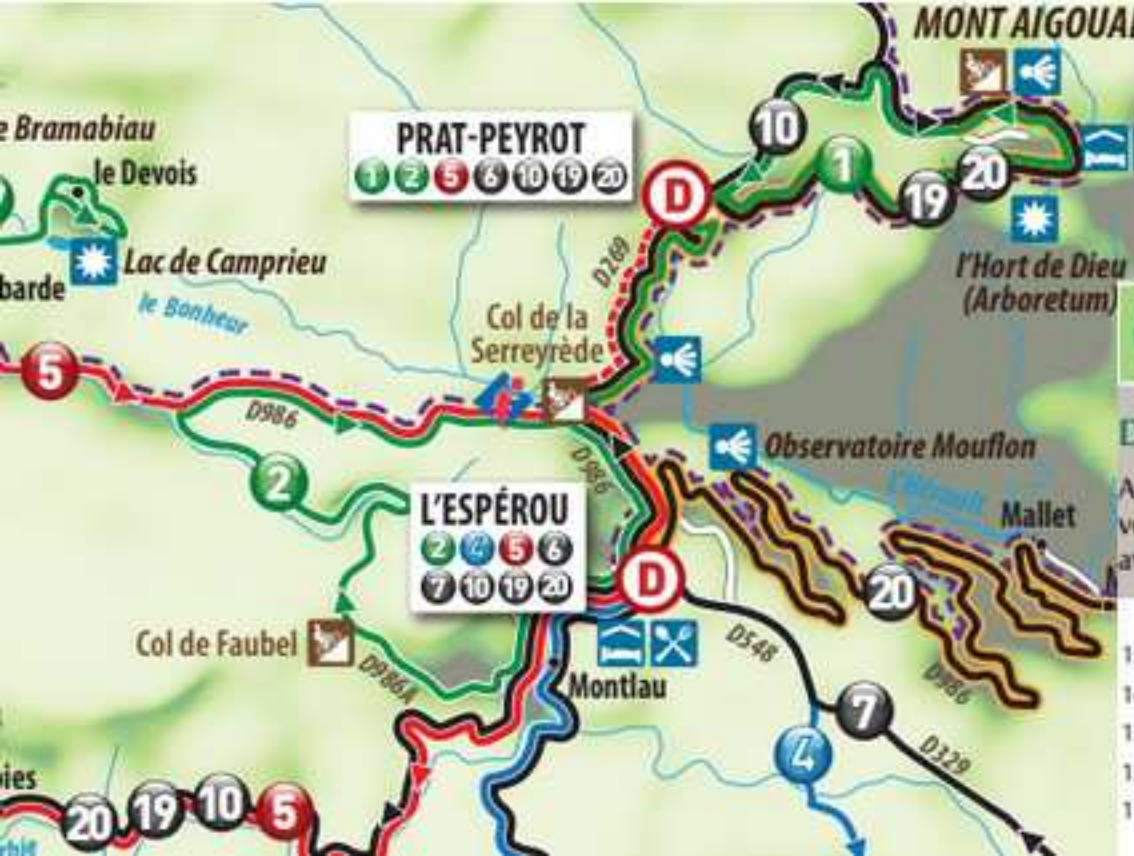 MONT AIGOUA
e Bramabiau
le Devois
PRAT-PEYROT
1 2 5 6 10 19 20
10
1
D
19
20
Lac de Camprieu
barde
le Bonheur
D269
l'Hort de Dieu
(Arboretum)
Col de la
Serreyrède
5
D986
D986
2
Observatoire Mouflon
l'Hérault
Mallet
L'ESPÉROU
2 4 5 6
7 10 19 20
D
20
Col de Faubel
D986A
D548
D986
Montlau
7
4
D329
ies
20
19
10
5